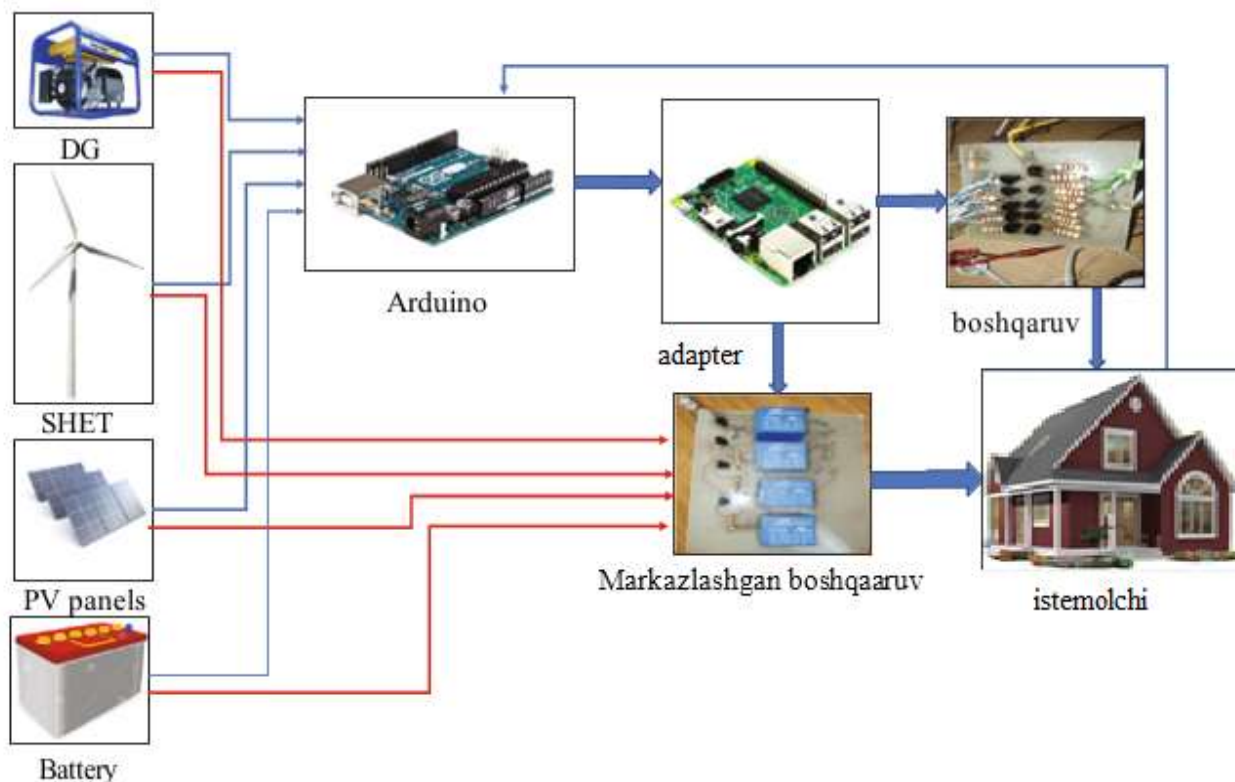 DG
SHET
PV panels
Battery
Arduino
adapter
boshqaruv
Markazlashgan boshqaaruv
istemolchi